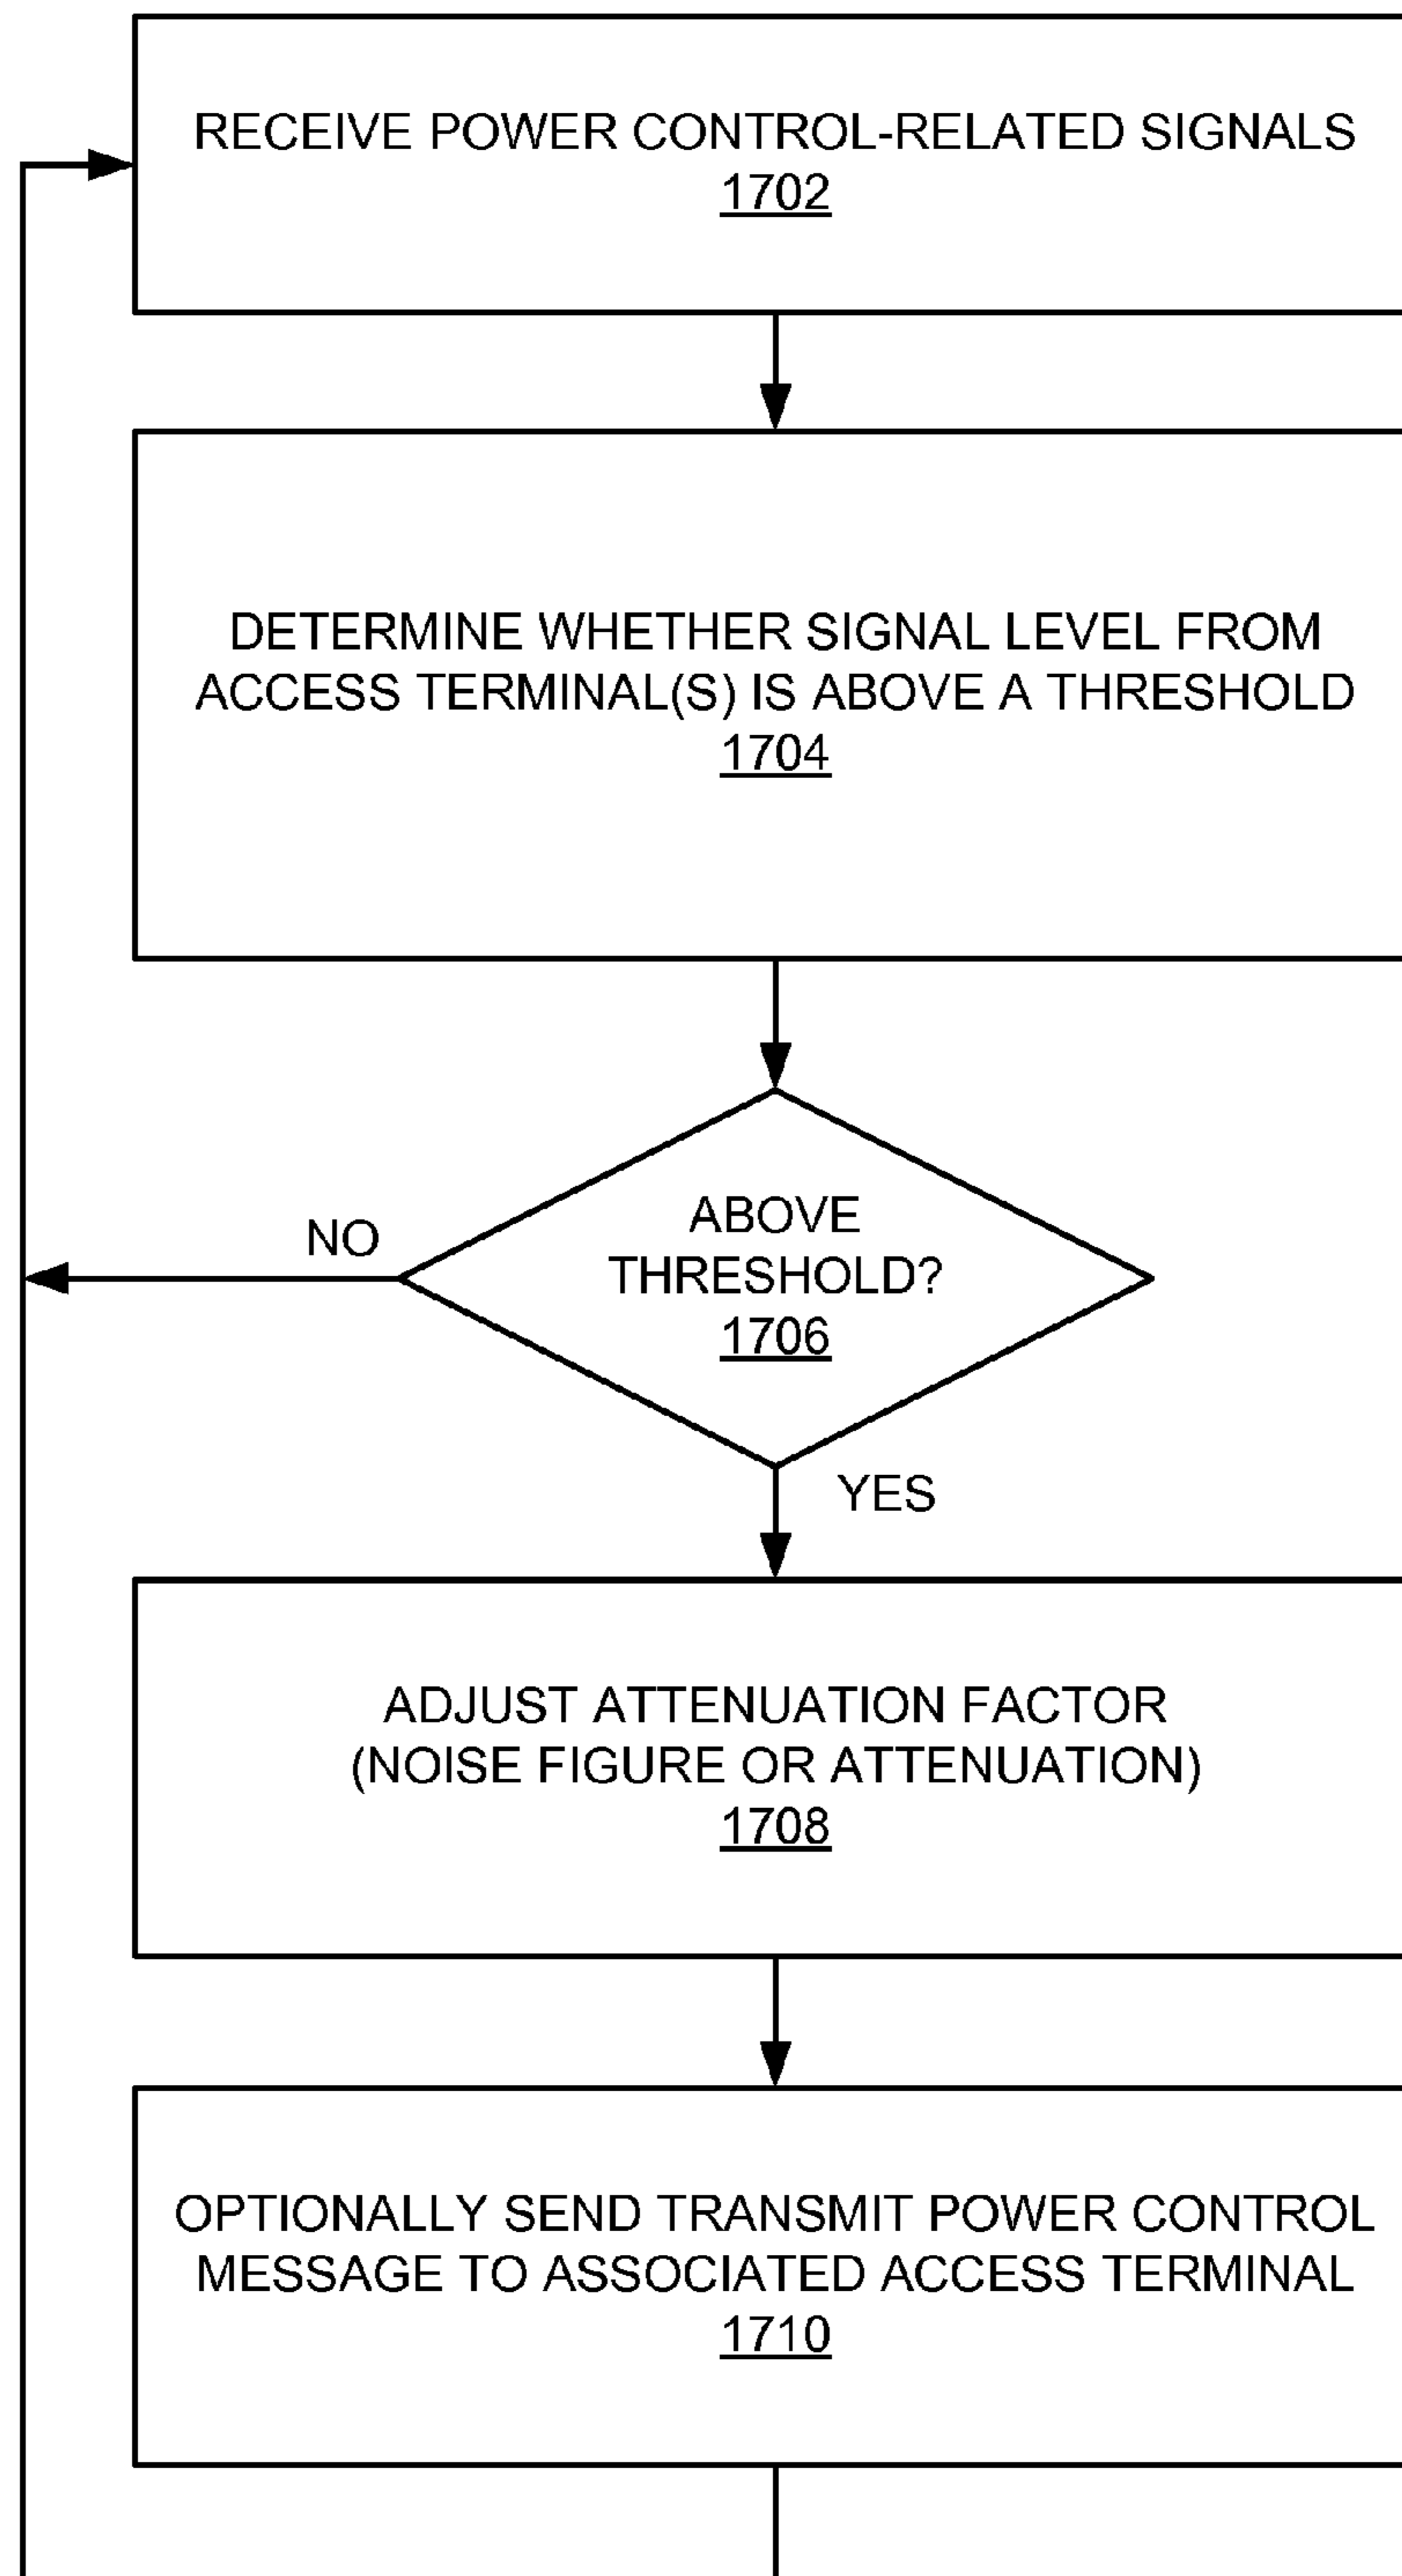 RECEIVE POWER CONTROL-RELATED SIGNALS
1702
DETERMINE WHETHER SIGNAL LEVEL FROM
ACCESS TERMINAL(S) IS ABOVE A THRESHOLD
1704
NO
ABOVE
THRESHOLD?
1706
YES
ADJUST ATTENUATION FACTOR
(NOISE FIGURE OR ATTENUATION)
1708
OPTIONALLY SEND TRANSMIT POWER CONTROL
MESSAGE TO ASSOCIATED ACCESS TERMINAL
1710